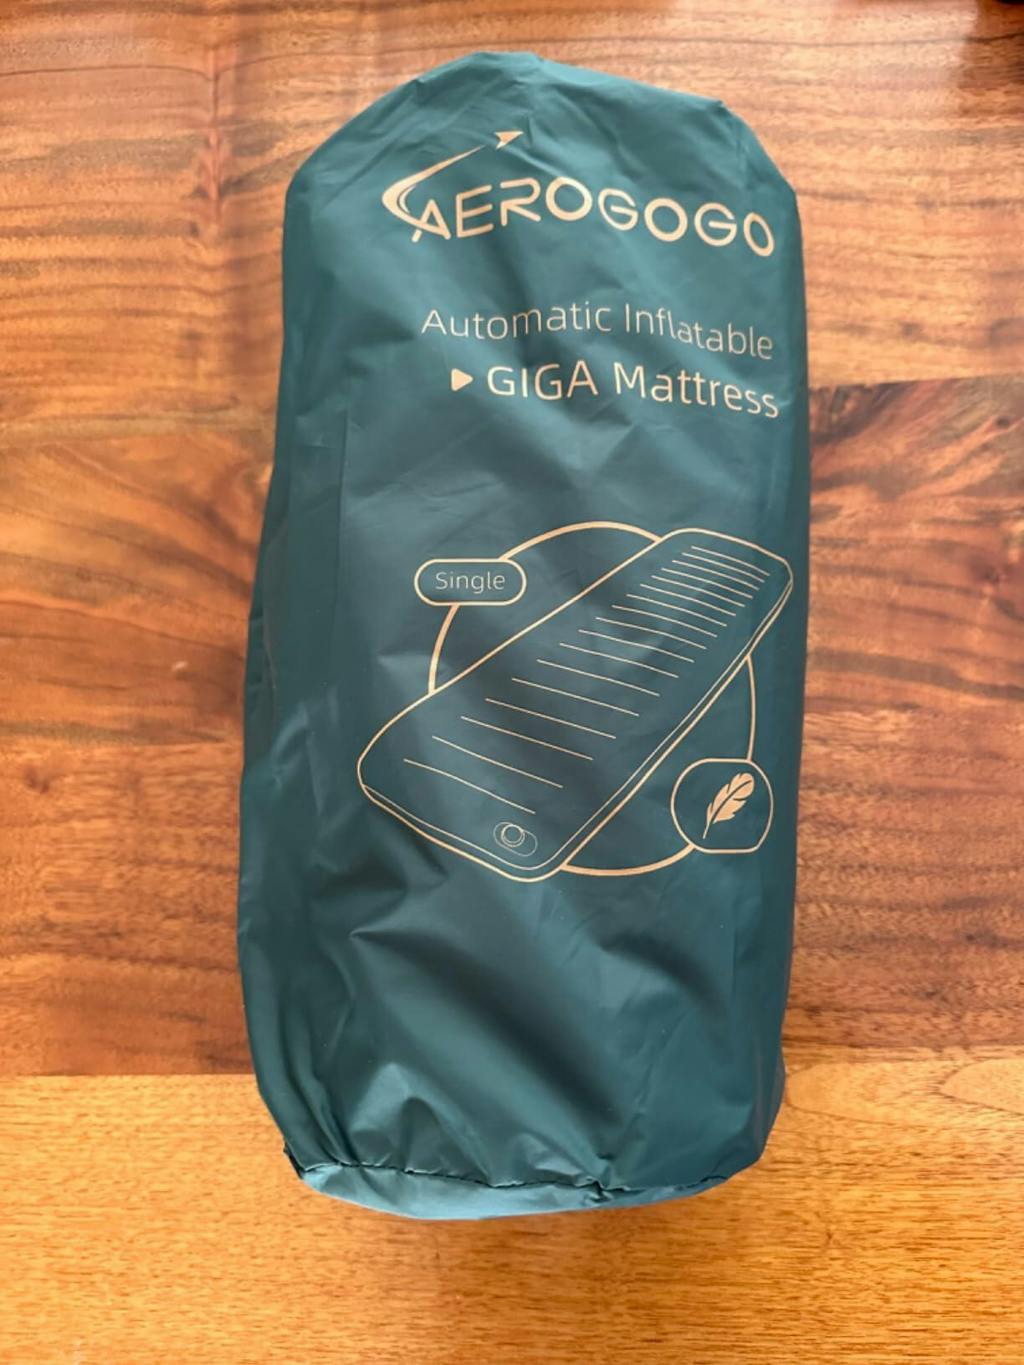 AEROGOGO
Automatic Inflatable
GIGA Mattress
Single